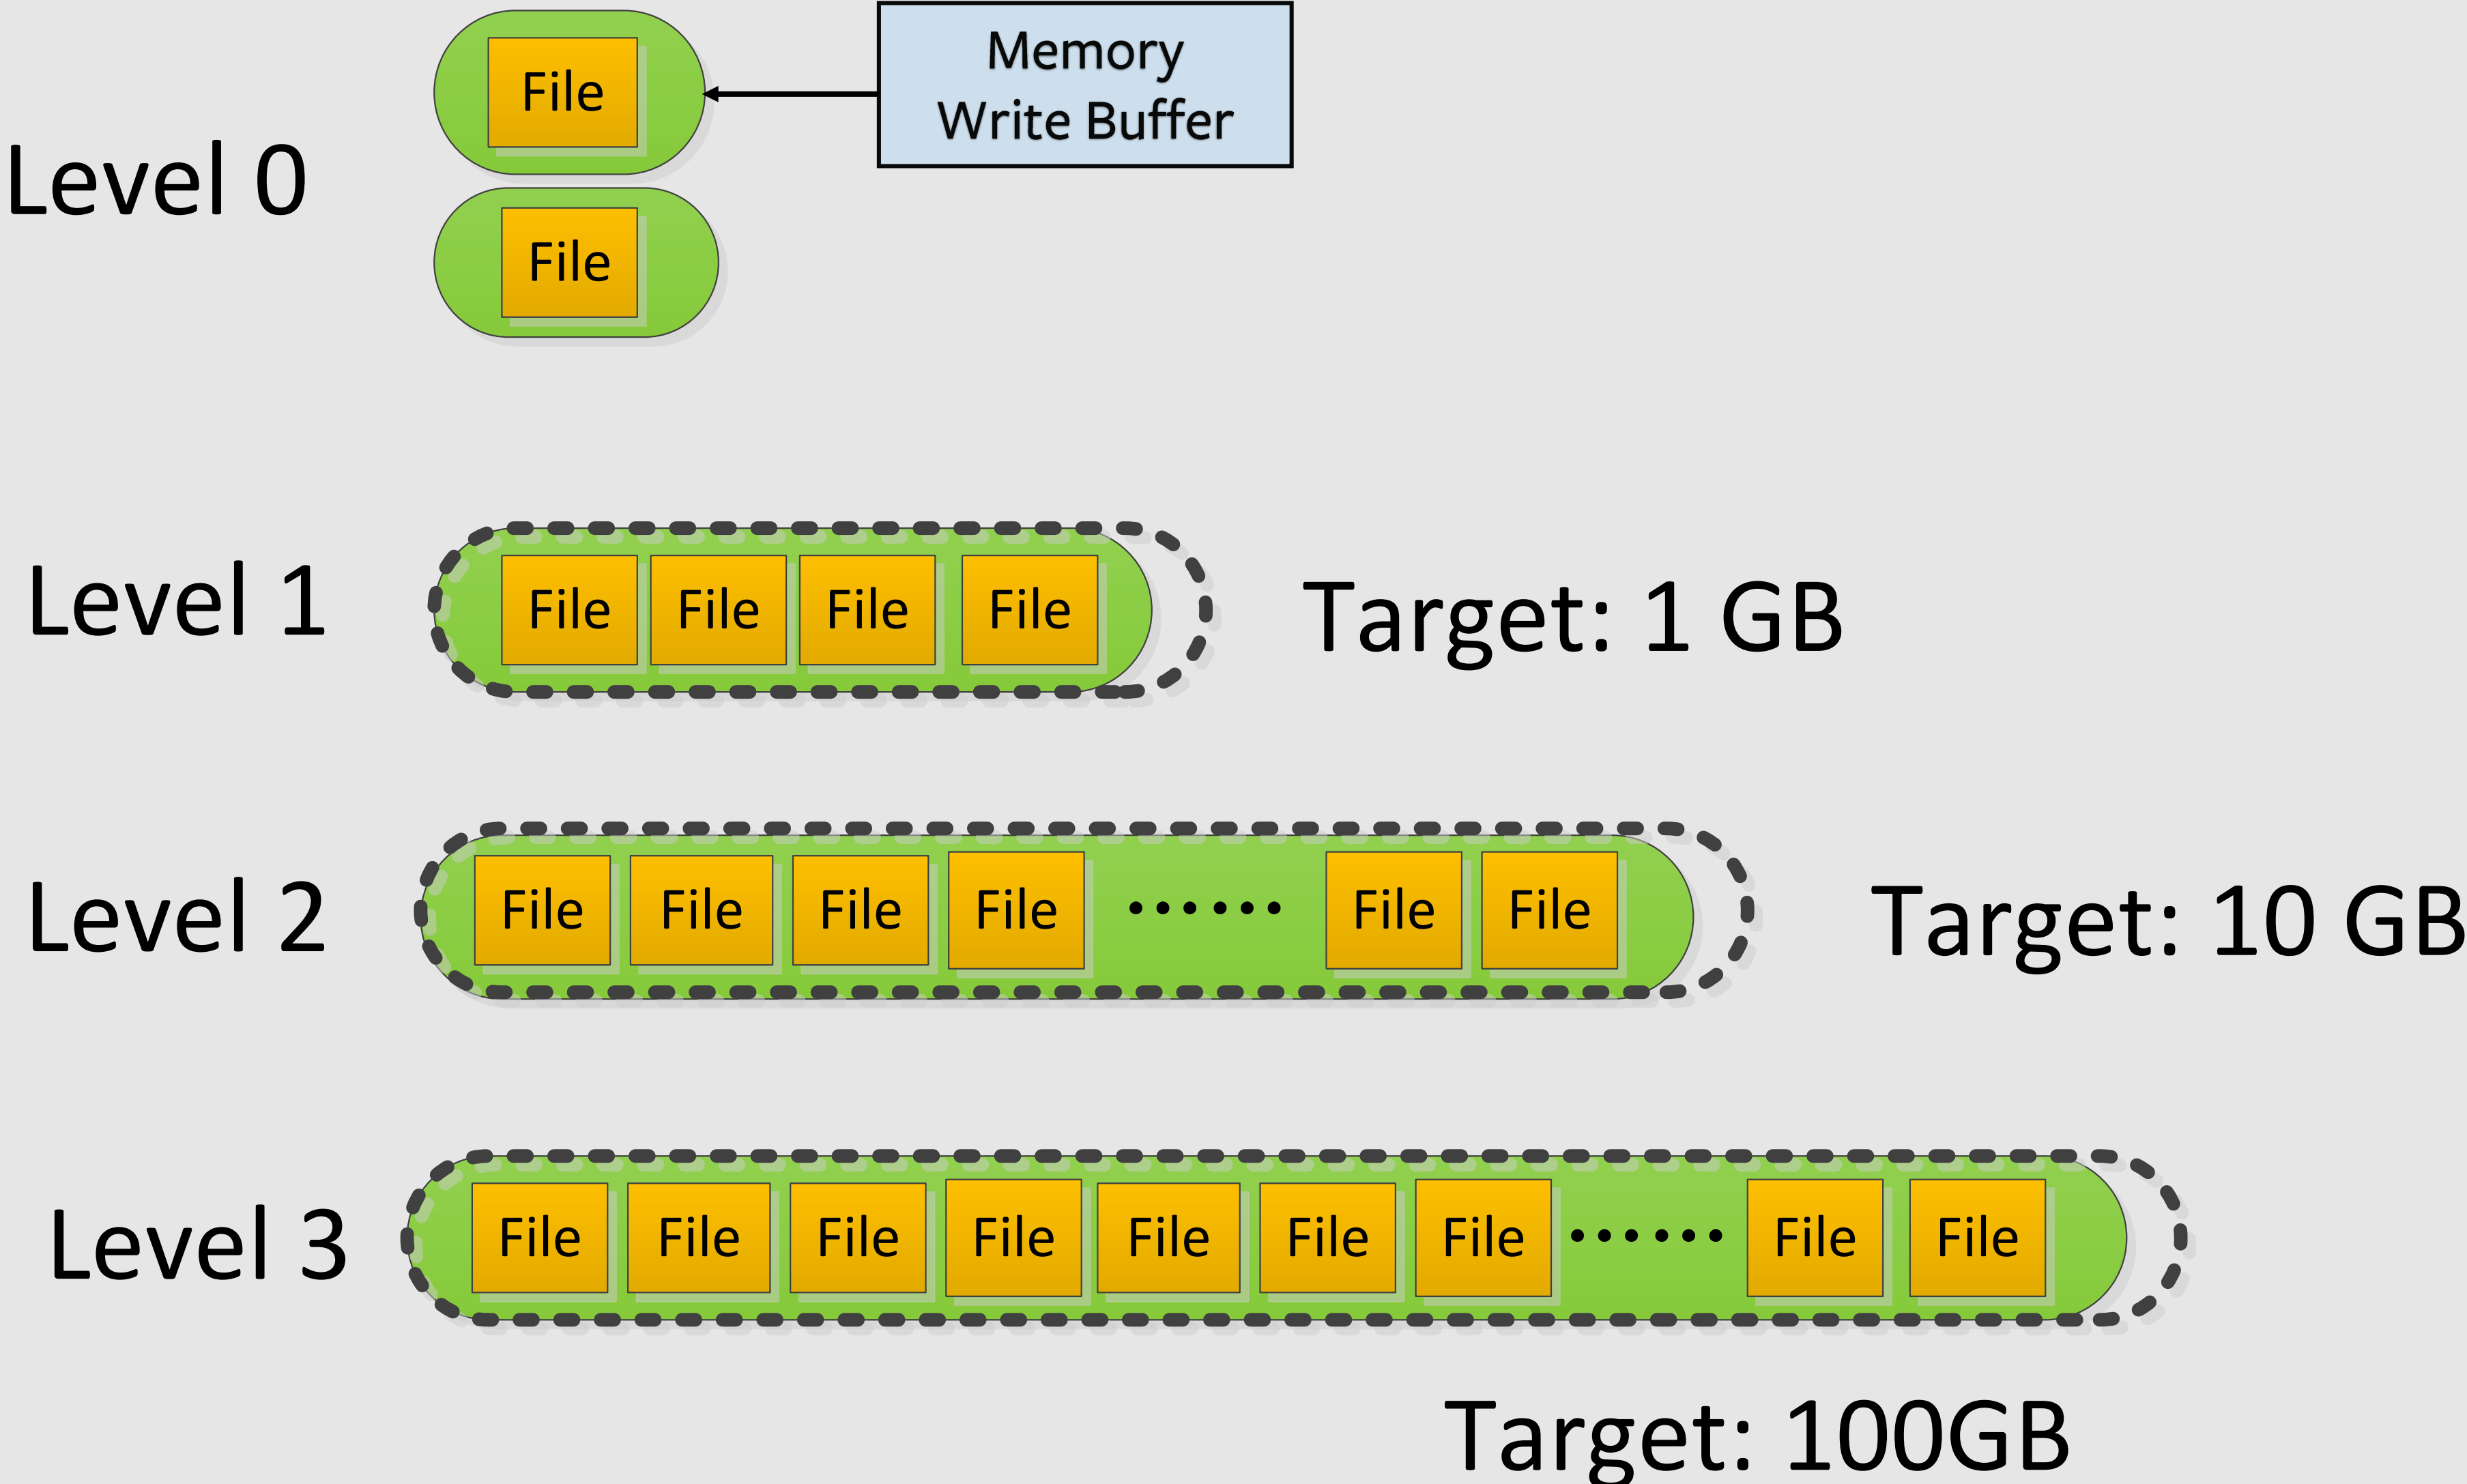 File
Memory
Write Buffer
Level 0
File
Level 1
File File File File
Target: 1 GB
Level 2
File File File File ...... File File
Target: 10 GB
Level 3
File File File File File File File ...... File File
Target: 100GB